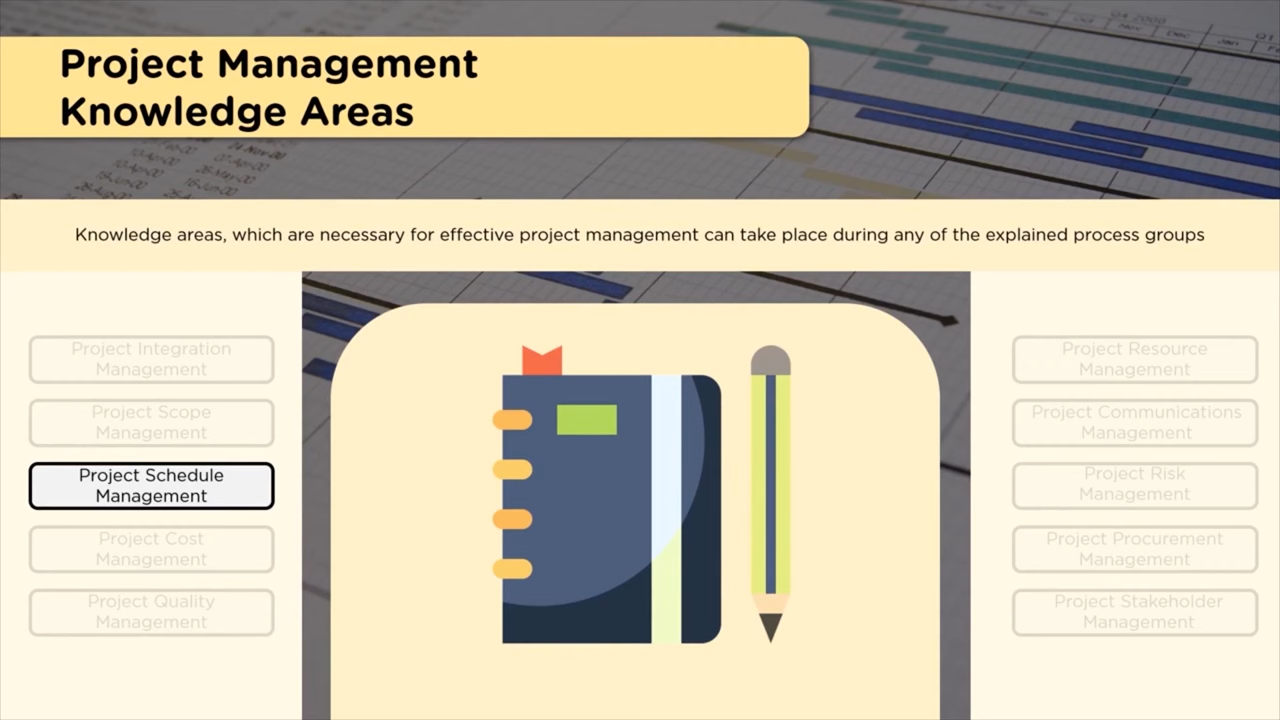 Project Management
Knowledge Areas
Knowledge areas, which are necessary for effective project management can take place during any of the explained process groups
Project Integration
Management
Project Scope
Management
Project Schedule
Management
Project Cost
Management
Project Quality
Management
Project Resource
Management
Project Communications
Management
Project Risk
Management
Project Procurement
Management
Project Stakeholder
Management